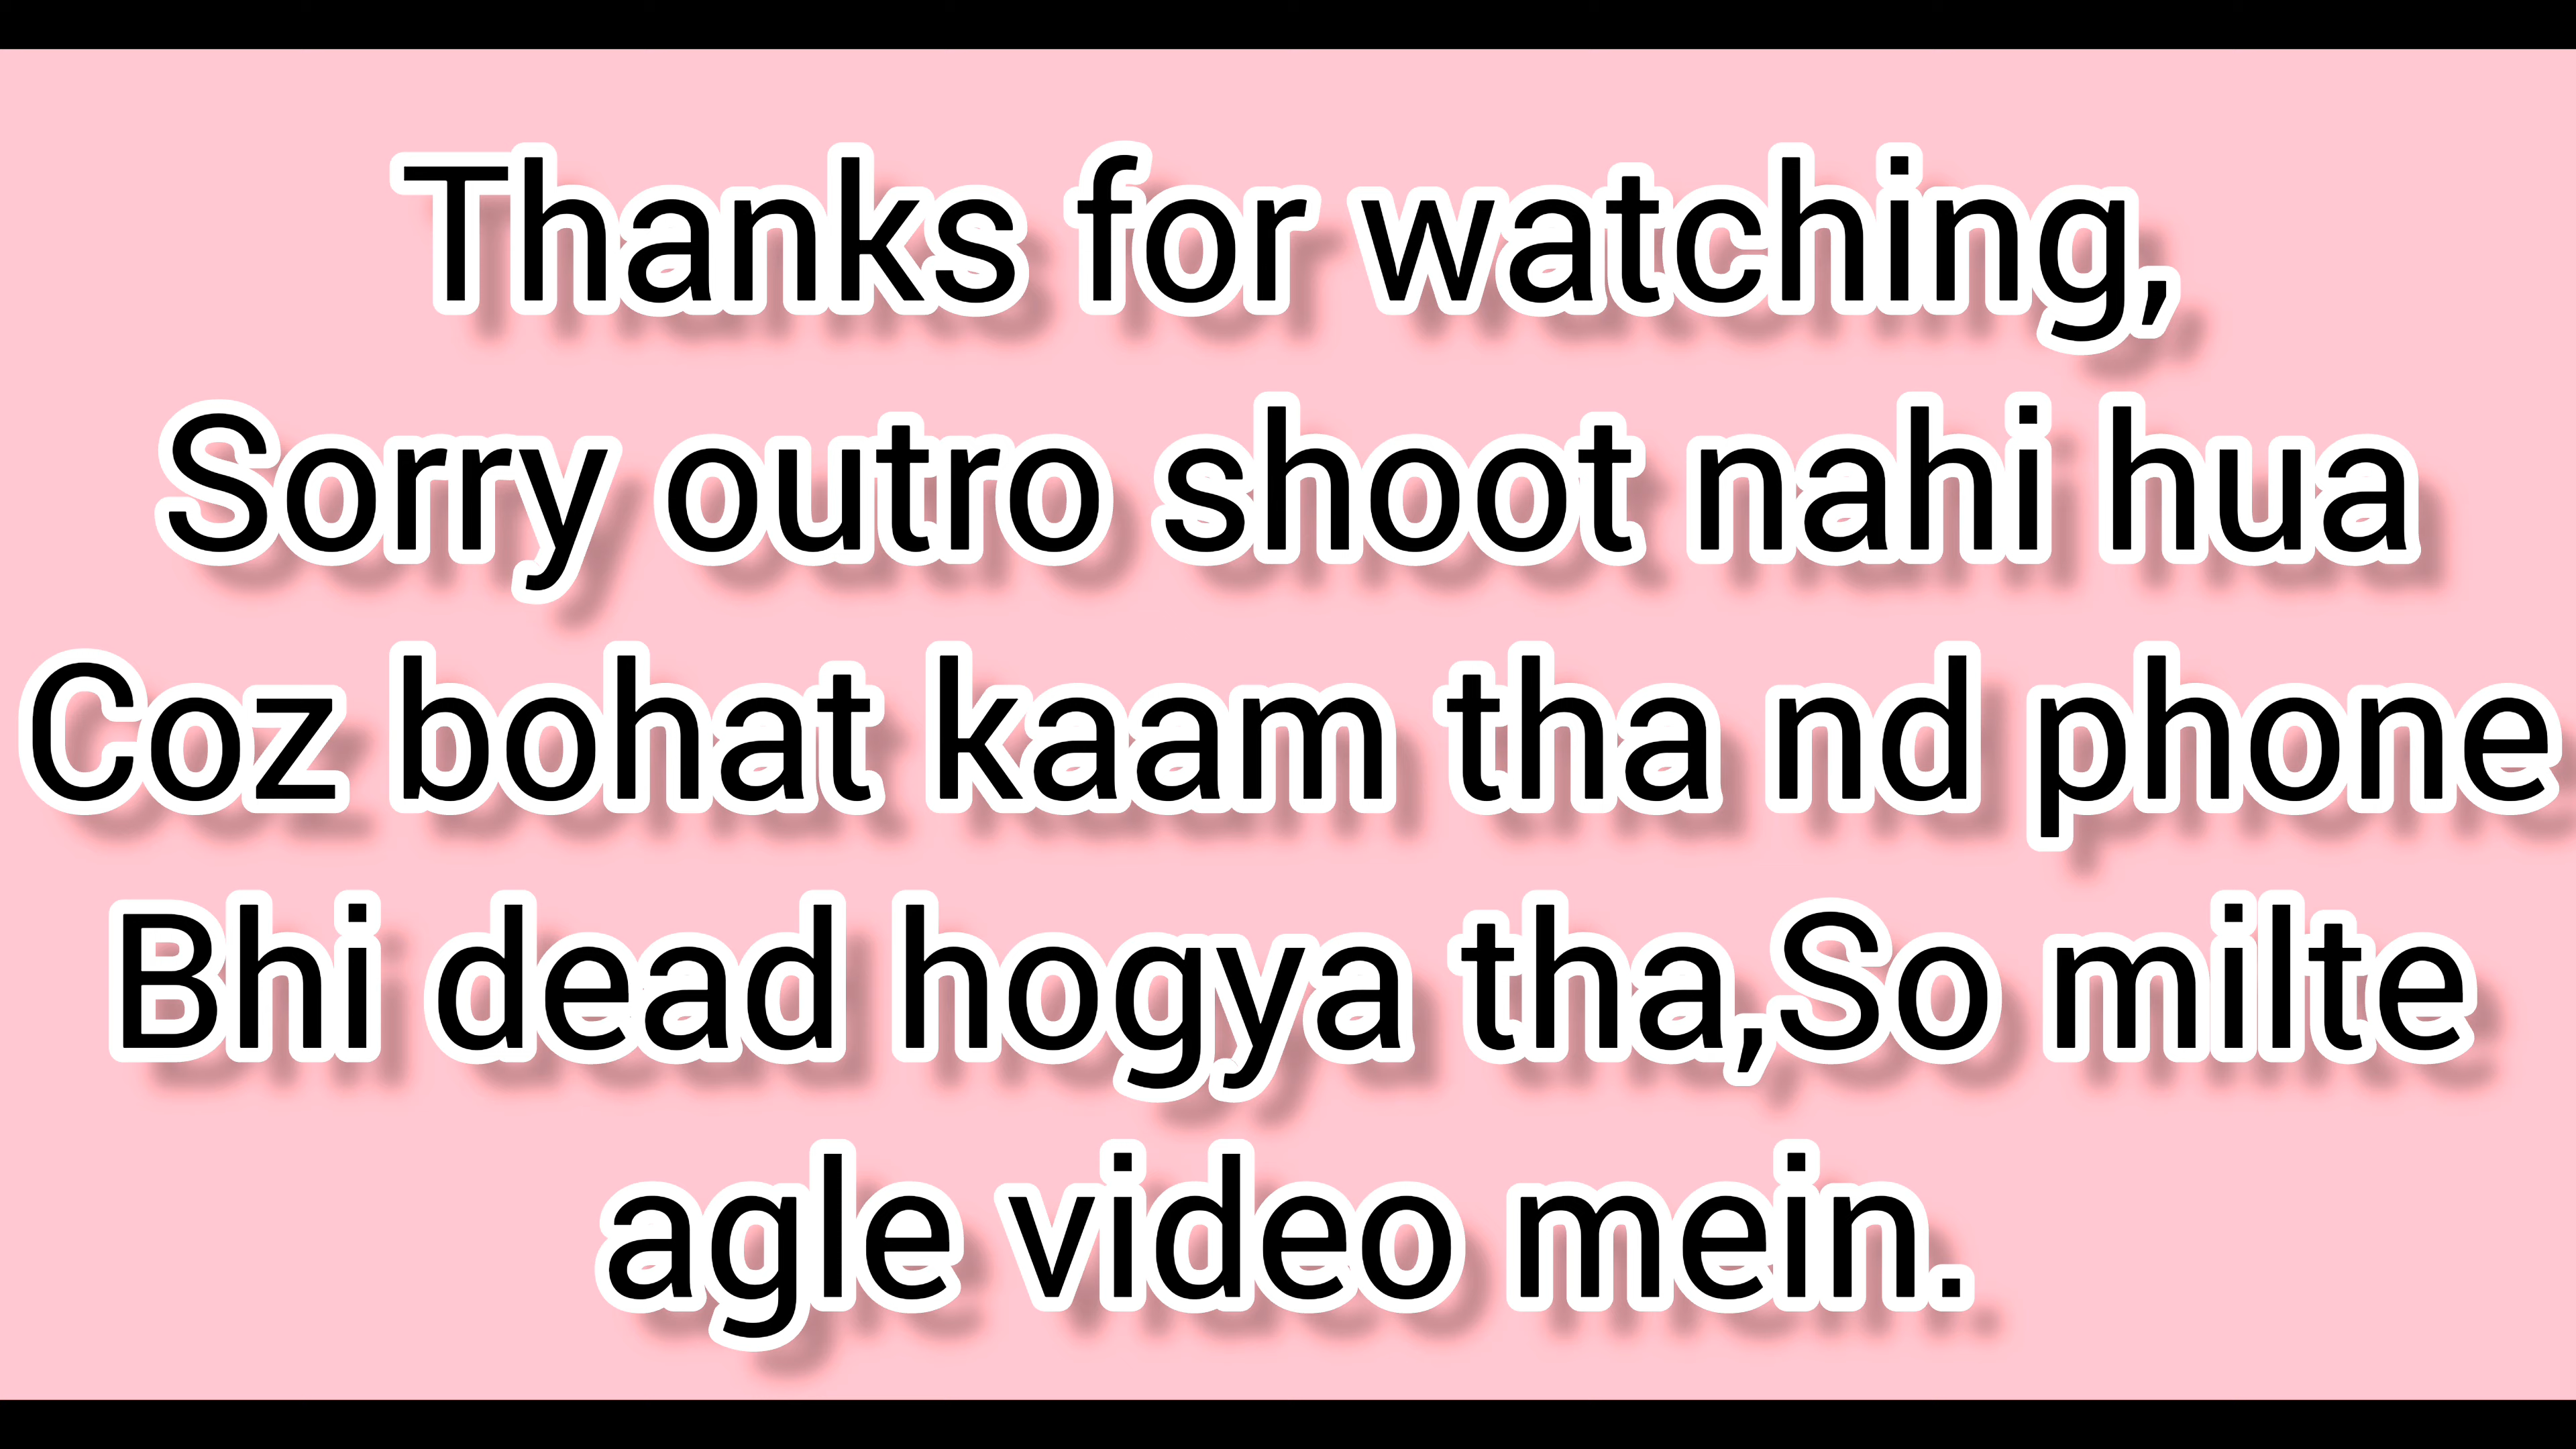 Thanks for watching,
Sorry outro shoot nahi hua
Coz bohat kaam tha nd phone
Bhi dead hogya tha,So milte
agle video mein.